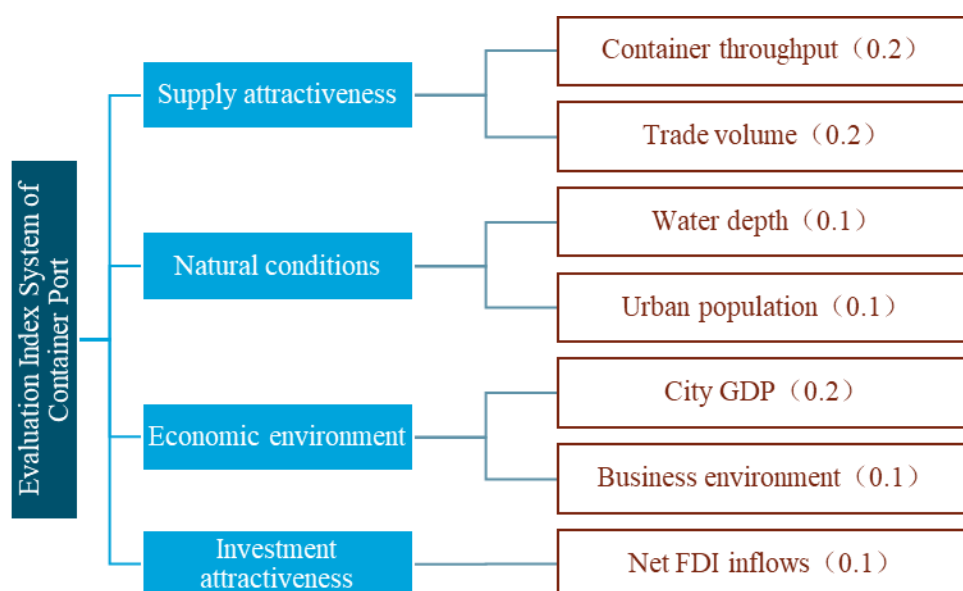 Evaluation Index System of
Container Port
Supply attractiveness
Container throughput（0.2）
Trade volume（0.2）
Natural conditions
Water depth（0.1）
Urban population（0.1）
Economic environment
City GDP（0.2）
Business environment（0.1）
Investment
attractiveness
Net FDI inflows（0.1）